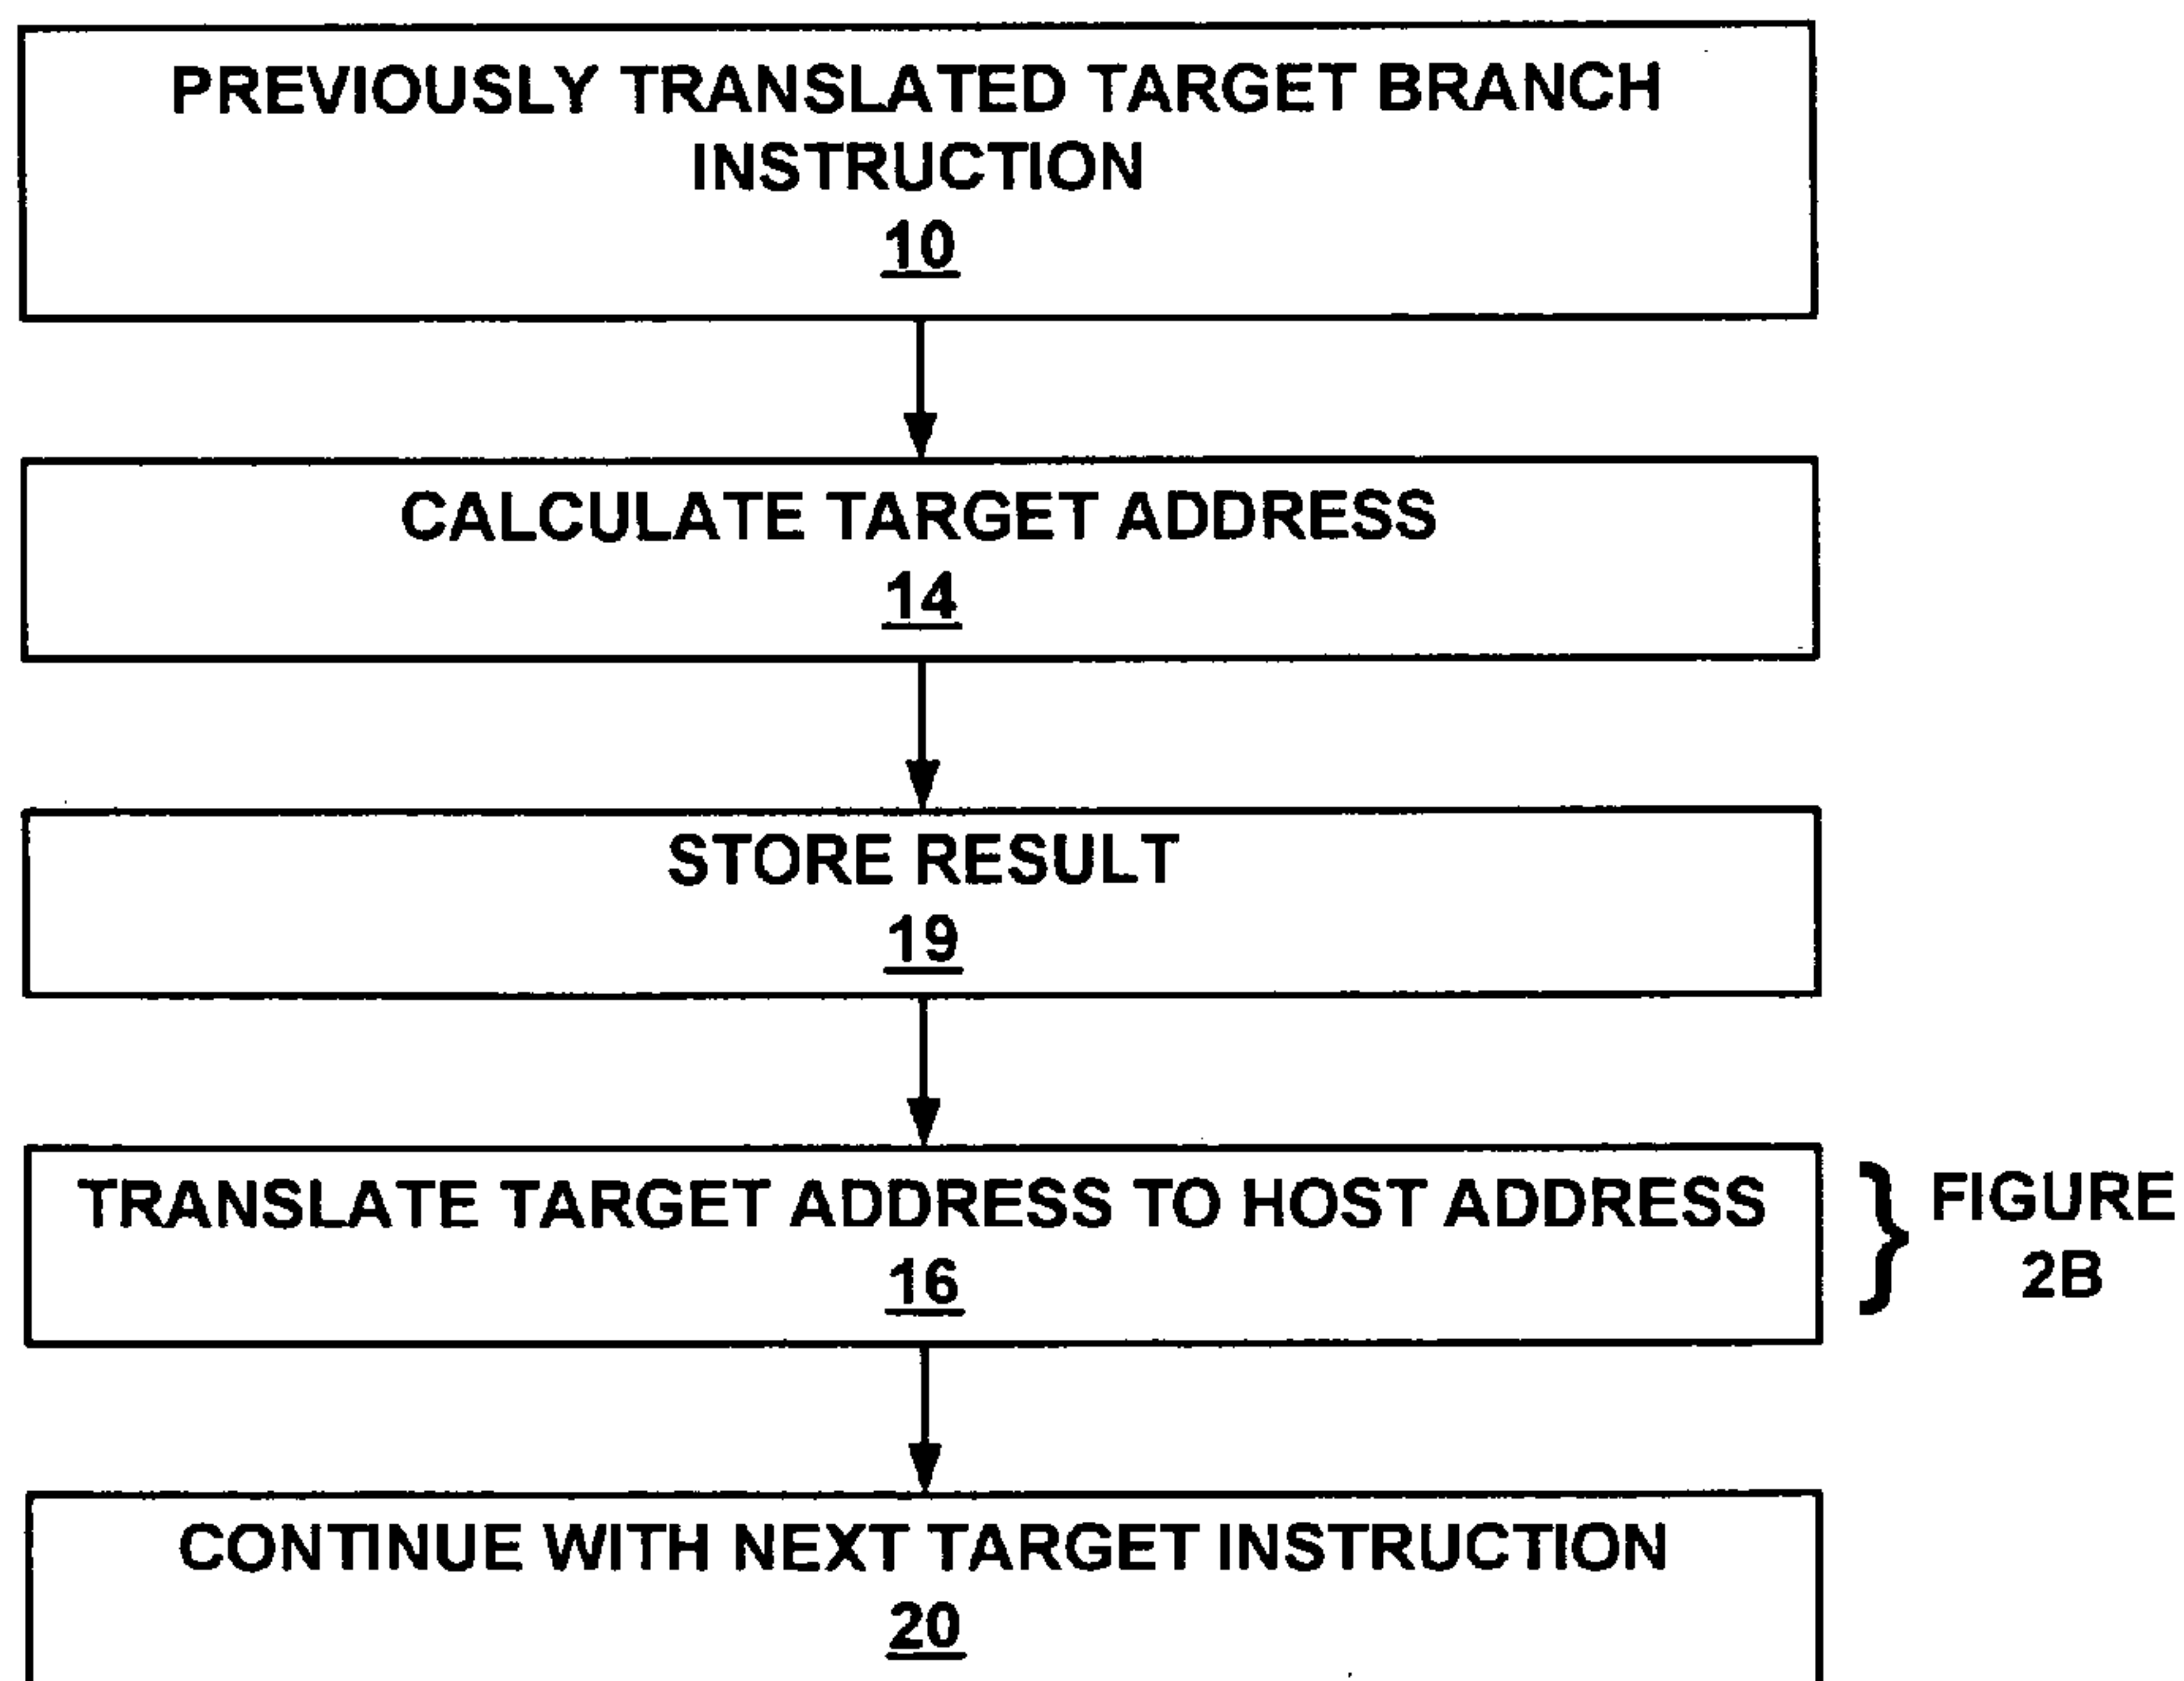 PREVIOUSLY TRANSLATED TARGET BRANCH
INSTRUCTION
10
CALCULATE TARGET ADDRESS
14
STORE RESULT
19
TRANSLATE TARGET ADDRESS TO HOST ADDRESS
16
} FIGURE
2B
CONTINUE WITH NEXT TARGET INSTRUCTION
20